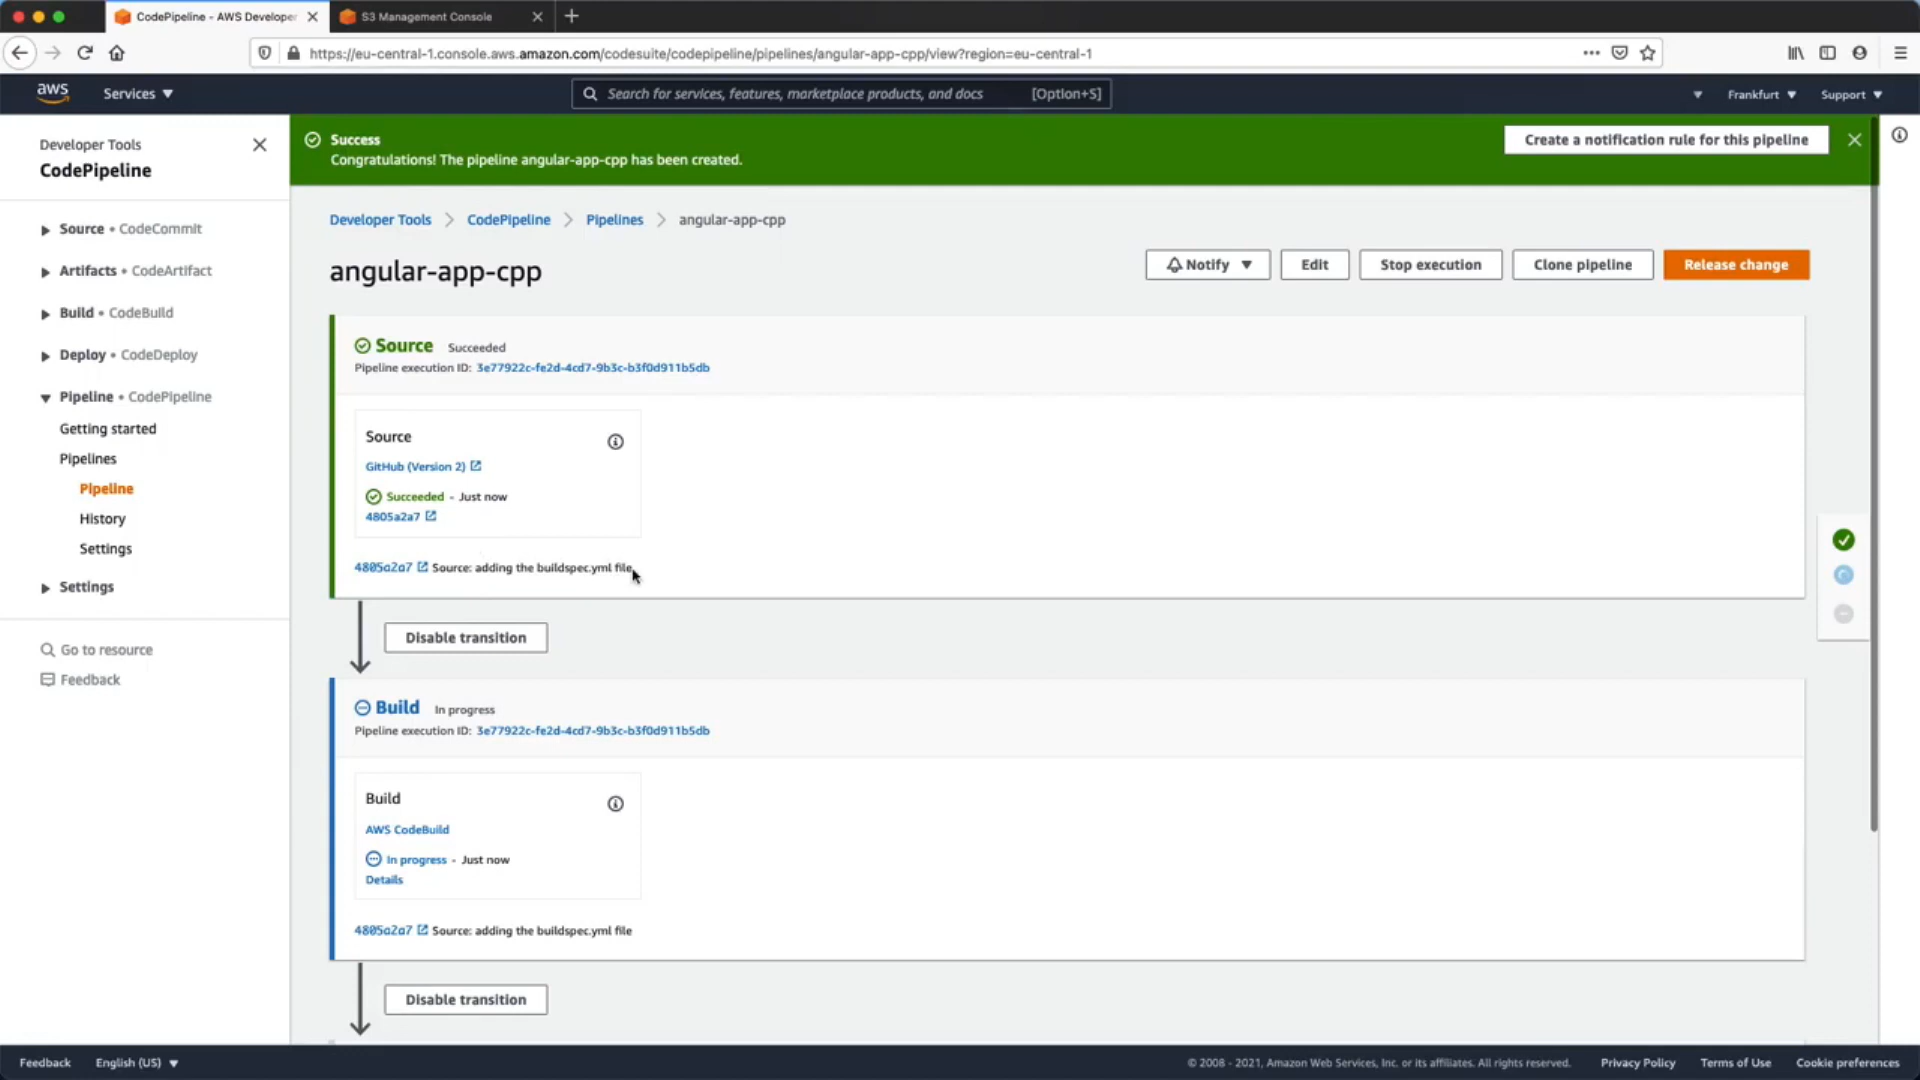 CodePipeline - AWS Developer
S3 Management Console
https://eu-central-1.console.aws.amazon.com/codesuite/codepipeline/pipelines/angular-app-cpp/view?region=eu-central-1
aws
Services
Search for services, features, marketplace products, and docs
[Option+S]
Frankfurt
Support
Developer Tools
CodePipeline
Source • CodeCommit
Artifacts • CodeArtifact
Build • CodeBuild
Deploy • CodeDeploy
Pipeline • CodePipeline
Getting started
Pipelines
Pipeline
History
Settings
Settings
Go to resource
Feedback
Success
Congratulations! The pipeline angular-app-cpp has been created.
Create a notification rule for this pipeline
Developer Tools
CodePipeline
Pipelines
angular-app-cpp
angular-app-cpp
Notify
Edit
Stop execution
Clone pipeline
Release change
Source Succeeded
Pipeline execution ID: 3e77922c-fe2d-4cd7-9b3c-b3f0d911b5db
Source
GitHub (Version 2)
Succeeded - Just now
4805a2a7
4805a2a7 Source: adding the buildspec.yml file
Disable transition
Build In progress
Pipeline execution ID: 3e77922c-fe2d-4cd7-9b3c-b3f0d911b5db
Build
AWS CodeBuild
In progress - Just now
Details
4805a2a7 Source: adding the buildspec.yml file
Disable transition
Feedback
English (US)
© 2008 - 2021, Amazon Web Services, Inc. or its affiliates. All rights reserved.
Privacy Policy
Terms of Use
Cookie preferences